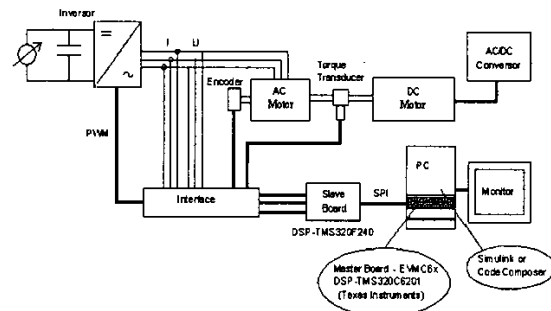 Inversor
I U
Torque
Transducer
AC/DC
Conversor
Encoder
AC
Motor
DC
Motor
PWM
Interface
Slave
Board
SPI
PC
Monitor
DSP-TMS320F240
Master Board - EVMC6x
DSP-TMS320C6201
(Texas Instruments)
Simulink or
Code Composer